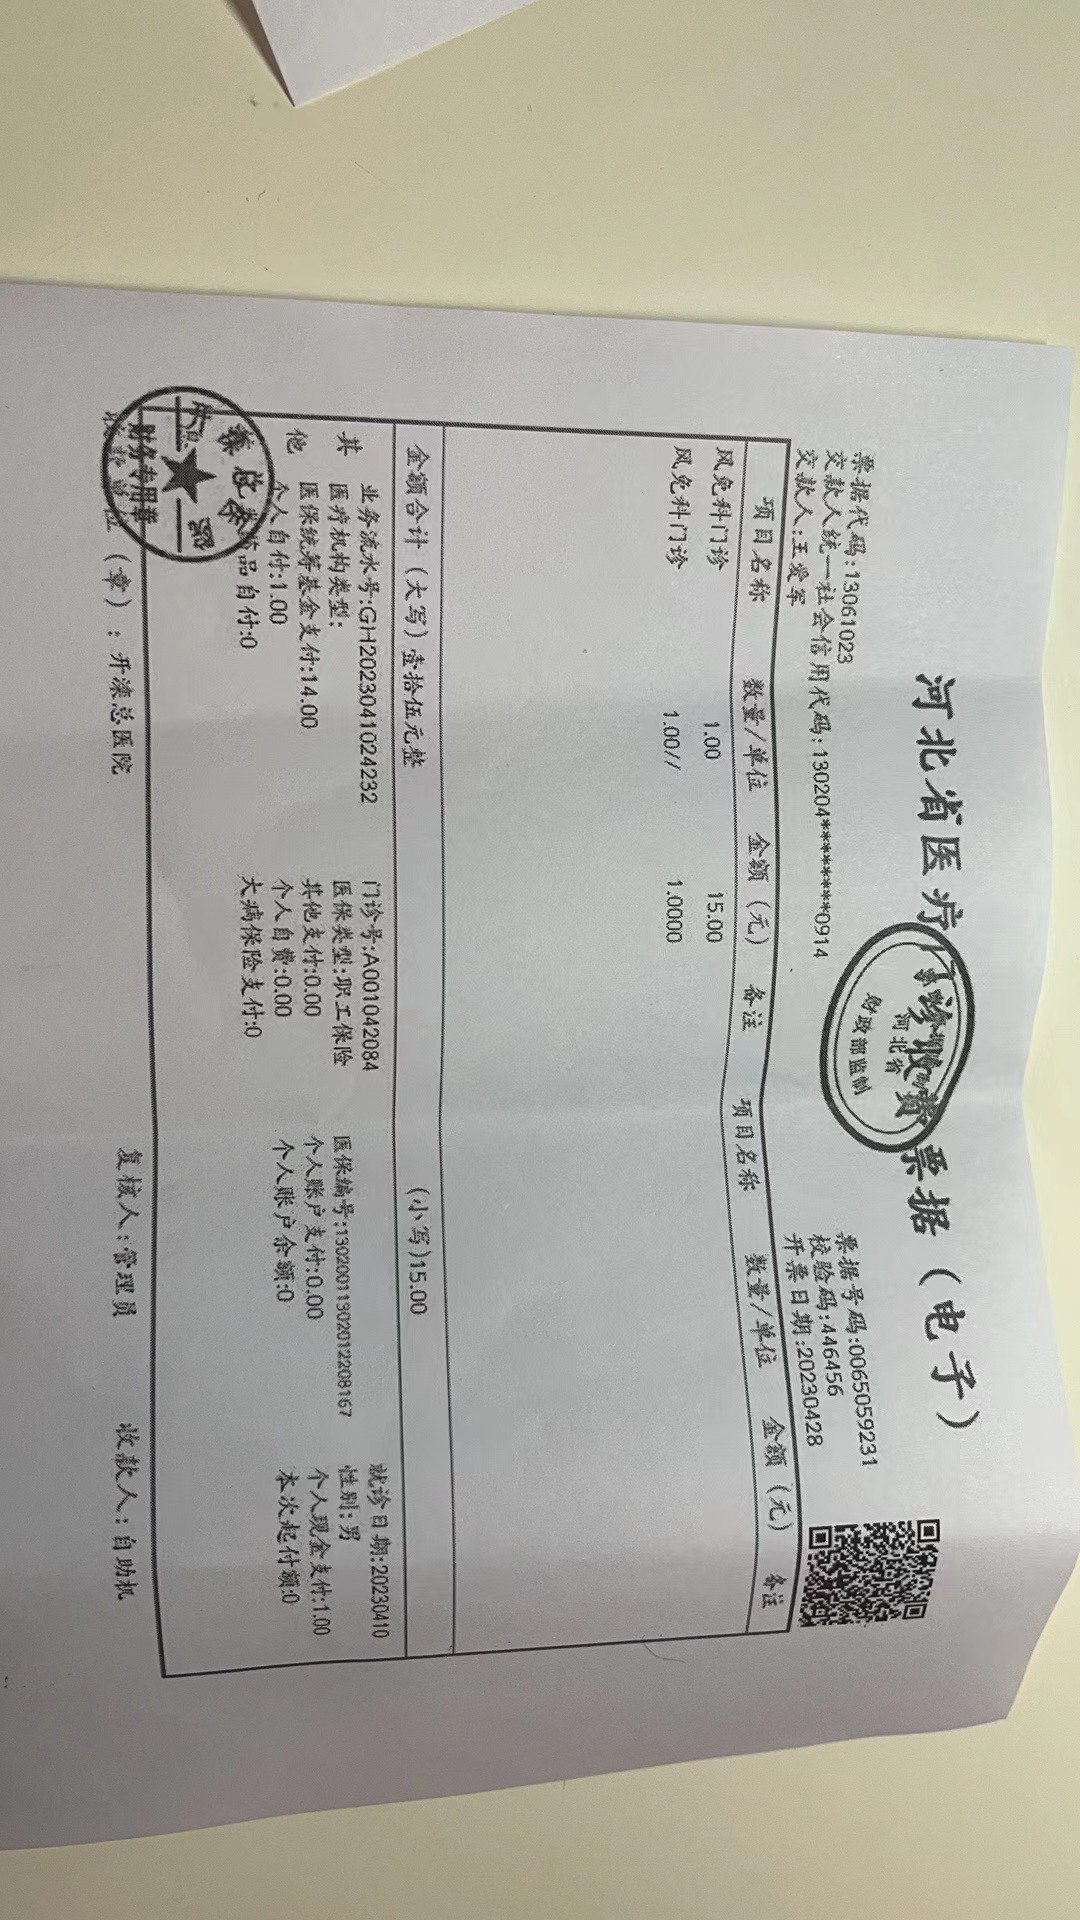 河北省医疗门诊收费票据（电子）
河北省
财政部监制
票据代码:13061023 票据号码:0065059231
交款人统一社会信用代码:130204********0914 校验码:446456
交款人:王爱军 开票日期:20230428
项目名称 数量/单位 金额（元） 备注 项目名称 数量/单位 金额（元） 备注
风免科门诊 1.00 15.00
风免科门诊 1.00// 1.0000
金额合计（大写）壹拾伍元整 （小写）15.00
其他
业务流水号:GH2023041024232 门诊号:A001042084 就诊日期:20230410
医疗机构类型: 医保类型:职工保险 医保编号:13020011302012208167 性别:男
医保统筹基金支付:14.00 其他支付:0.00 个人账户支付:0.00 个人现金支付:1.00
个人自付:1.00 个人自费:0.00 个人账户余额:0 本次起付额:0
药品自付:0 大病保险支付:0
财务专用章
收款单位（章）:开滦总医院 复核人:管理员 收款人:自助机